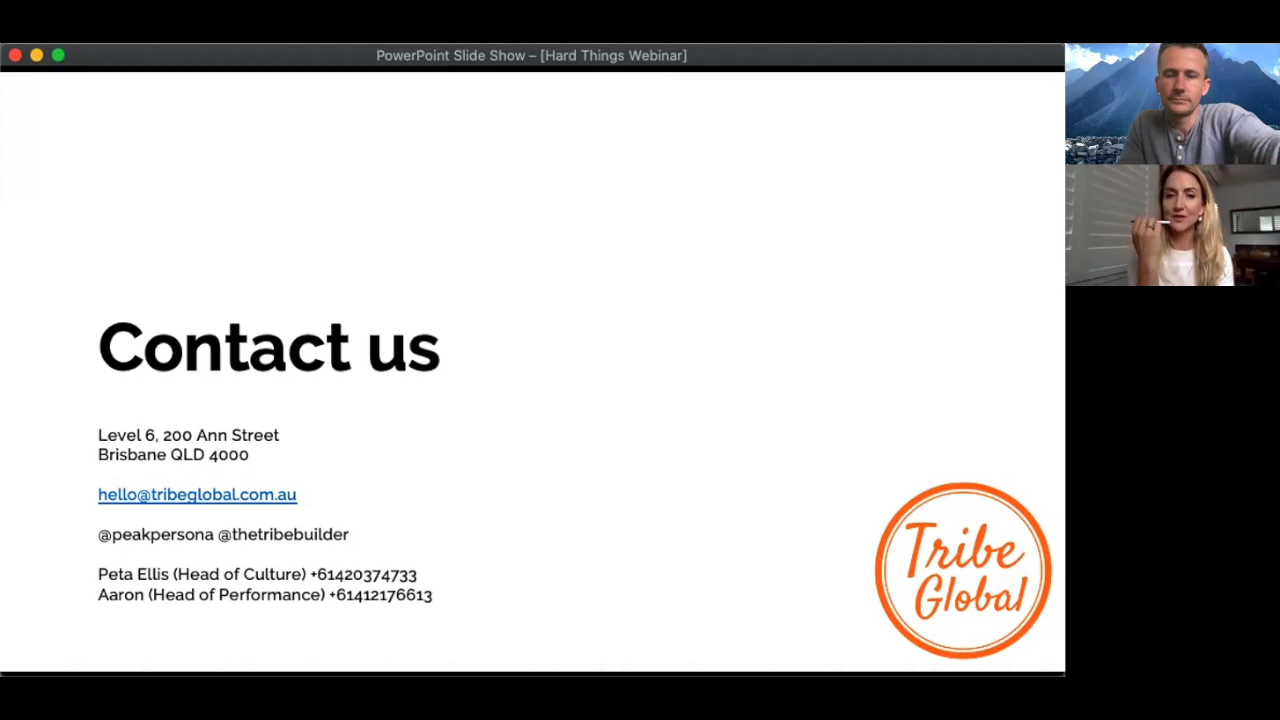 PowerPoint Slide Show – [Hard Things Webinar]
Contact us
Level 6, 200 Ann Street
Brisbane QLD 4000
hello@tribeglobal.com.au
@peakpersona @thetribebuilder
Peta Ellis (Head of Culture) +61420374733
Aaron (Head of Performance) +61412176613
Tribe
Global